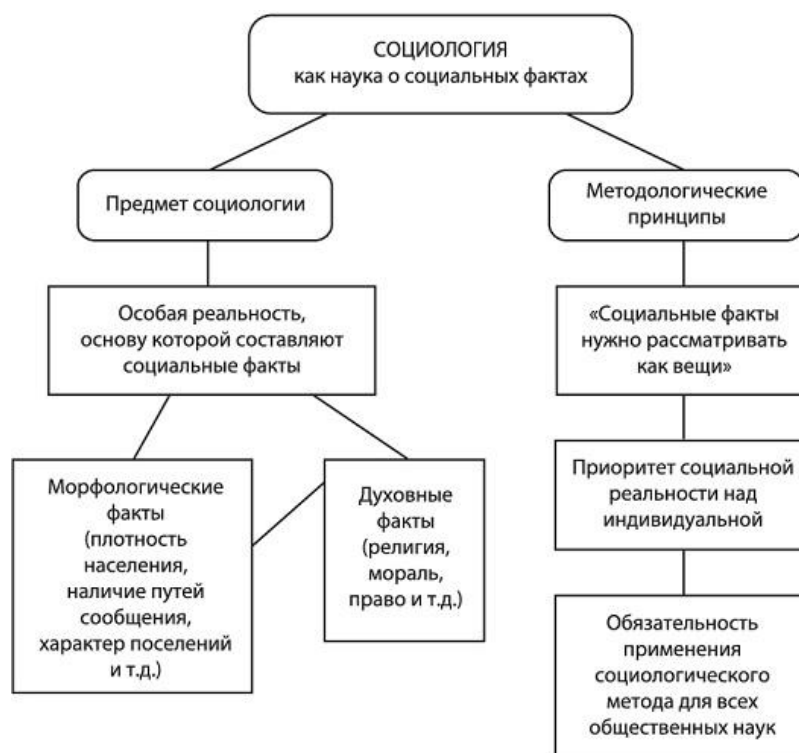 СОЦИОЛОГИЯ
как наука о социальных фактах
Предмет социологии
Методологические
принципы
Особая реальность,
основу которой составляют
социальные факты
«Социальные факты
нужно рассматривать
как вещи»
Морфологические
факты
(плотность
населения,
наличие путей
сообщения,
характер поселений
и т.д.)
Духовные
факты
(религия,
мораль,
право и т.д.)
Приоритет социальной
реальности над
индивидуальной
Обязательность
применения
социологического
метода для всех
общественных наук